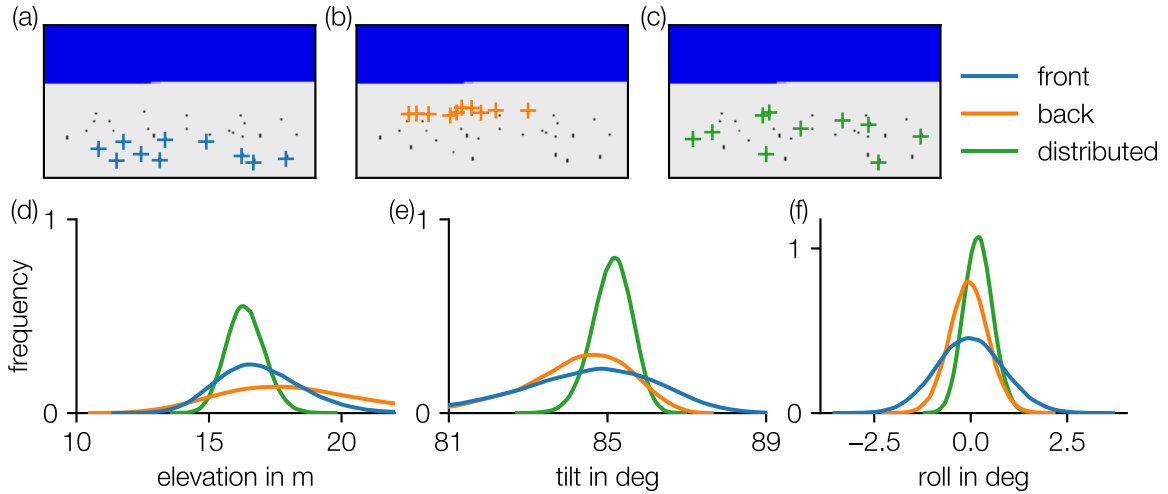 (a)
(b)
(c)
front
back
distributed
(d)
(e)
(f)
1
0
10
15
20
elevation in m
frequency
1
0
81
85
89
tilt in deg
1
0
−2.5
0.0
2.5
roll in deg